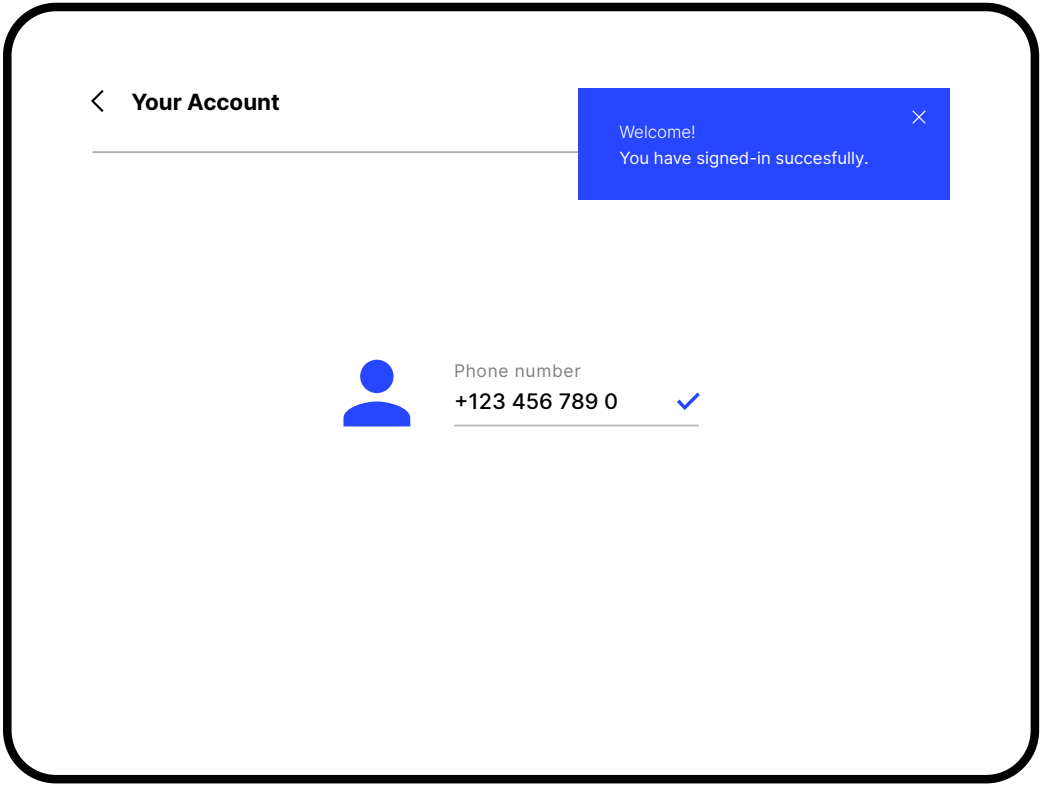 Your Account
Welcome!
You have signed-in succesfully.
Phone number
+123 456 789 0